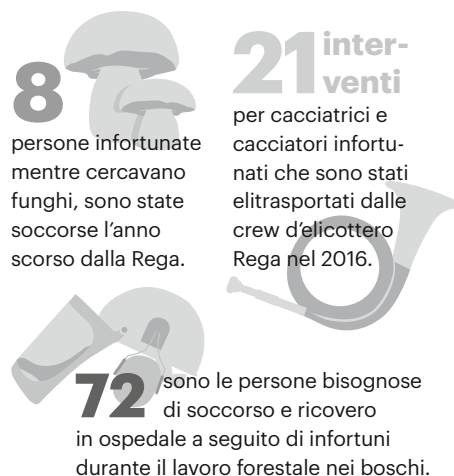 8
persone infortunate
mentre cercavano
funghi, sono state
soccorse l’anno
scorso dalla Rega.
21 inter-
venti
per cacciatrici e
cacciatori infortu-
nati che sono stati
elitrasportati dalle
crew d’elicottero
Rega nel 2016.
72 sono le persone bisognose
di soccorso e ricovero
in ospedale a seguito di infortuni
durante il lavoro forestale nei boschi.